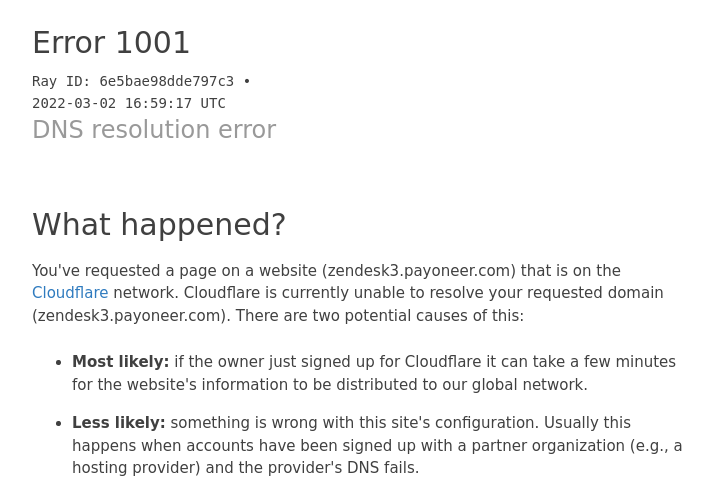 Error 1001
Ray ID: 6e5bae98dde797c3 •
2022-03-02 16:59:17 UTC
DNS resolution error
What happened?
You've requested a page on a website (zendesk3.payoneer.com) that is on the
Cloudflare network. Cloudflare is currently unable to resolve your requested domain
(zendesk3.payoneer.com). There are two potential causes of this:
• Most likely: if the owner just signed up for Cloudflare it can take a few minutes
for the website's information to be distributed to our global network.
• Less likely: something is wrong with this site's configuration. Usually this
happens when accounts have been signed up with a partner organization (e.g., a
hosting provider) and the provider's DNS fails.